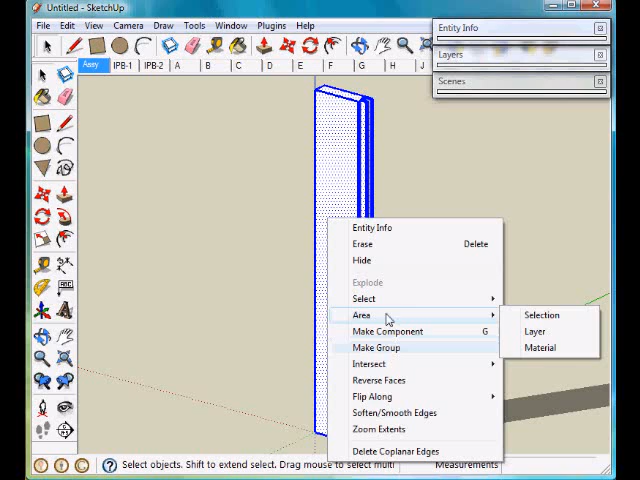 Untitled - SketchUp
File Edit View Camera Draw Tools Window Plugins Help
Assy IPB-1 IPB-2 A B C D E F G H
Entity Info
Layers
Scenes
Entity Info
Erase Delete
Hide
Explode
Select
Area
Make Component G
Make Group
Intersect
Reverse Faces
Flip Along
Soften/Smooth Edges
Zoom Extents
Delete Coplanar Edges
Selection
Layer
Material
Select objects. Shift to extend select. Drag mouse to select multi
Measurements